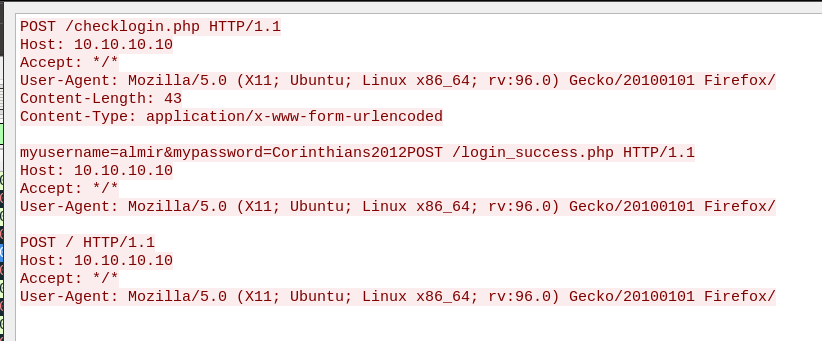 POST /checklogin.php HTTP/1.1
Host: 10.10.10.10
Accept: */*
User-Agent: Mozilla/5.0 (X11; Ubuntu; Linux x86_64; rv:96.0) Gecko/20100101 Firefox/
Content-Length: 43
Content-Type: application/x-www-form-urlencoded

myusername=almir&mypassword=Corinthians2012POST /login_success.php HTTP/1.1
Host: 10.10.10.10
Accept: */*
User-Agent: Mozilla/5.0 (X11; Ubuntu; Linux x86_64; rv:96.0) Gecko/20100101 Firefox/

POST / HTTP/1.1
Host: 10.10.10.10
Accept: */*
User-Agent: Mozilla/5.0 (X11; Ubuntu; Linux x86_64; rv:96.0) Gecko/20100101 Firefox/